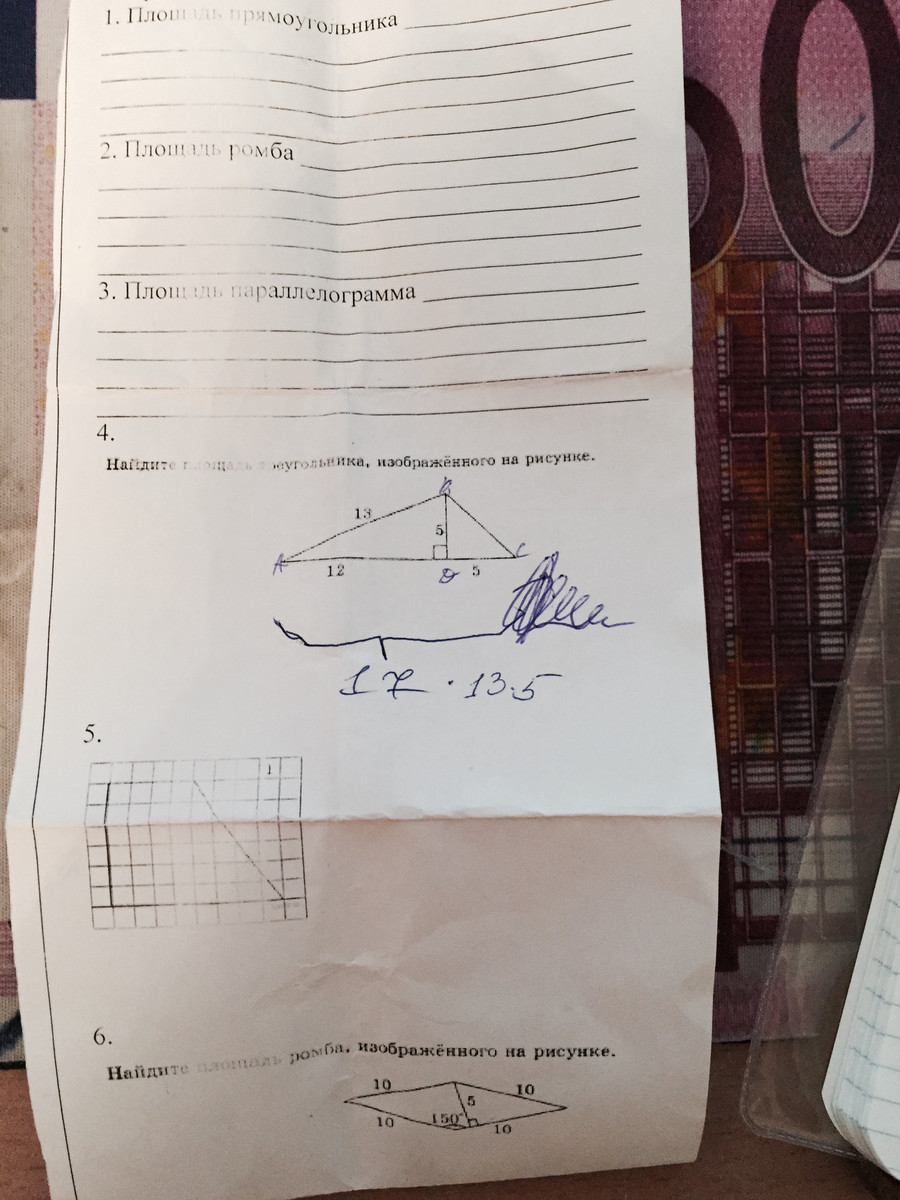 1. Площадь прямоугольника
2. Площадь ромба
3. Площадь параллелограмма
4.
Найдите площадь треугольника, изображённого на рисунке.
B
13
5
A
C
12
D
5
17 · 13.5
5.
1
6.
Найдите площадь ромба, изображённого на рисунке.
10
5
10
10
150°
10